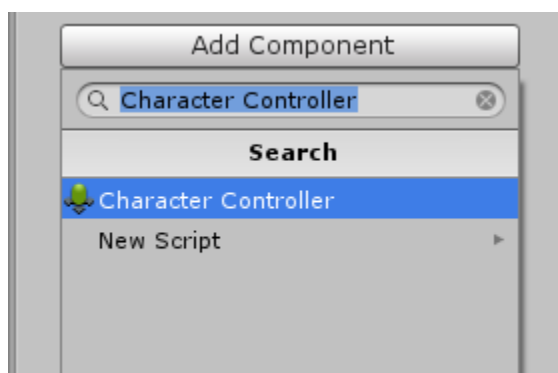 Add Component
Character Controller
Search
Character Controller
New Script